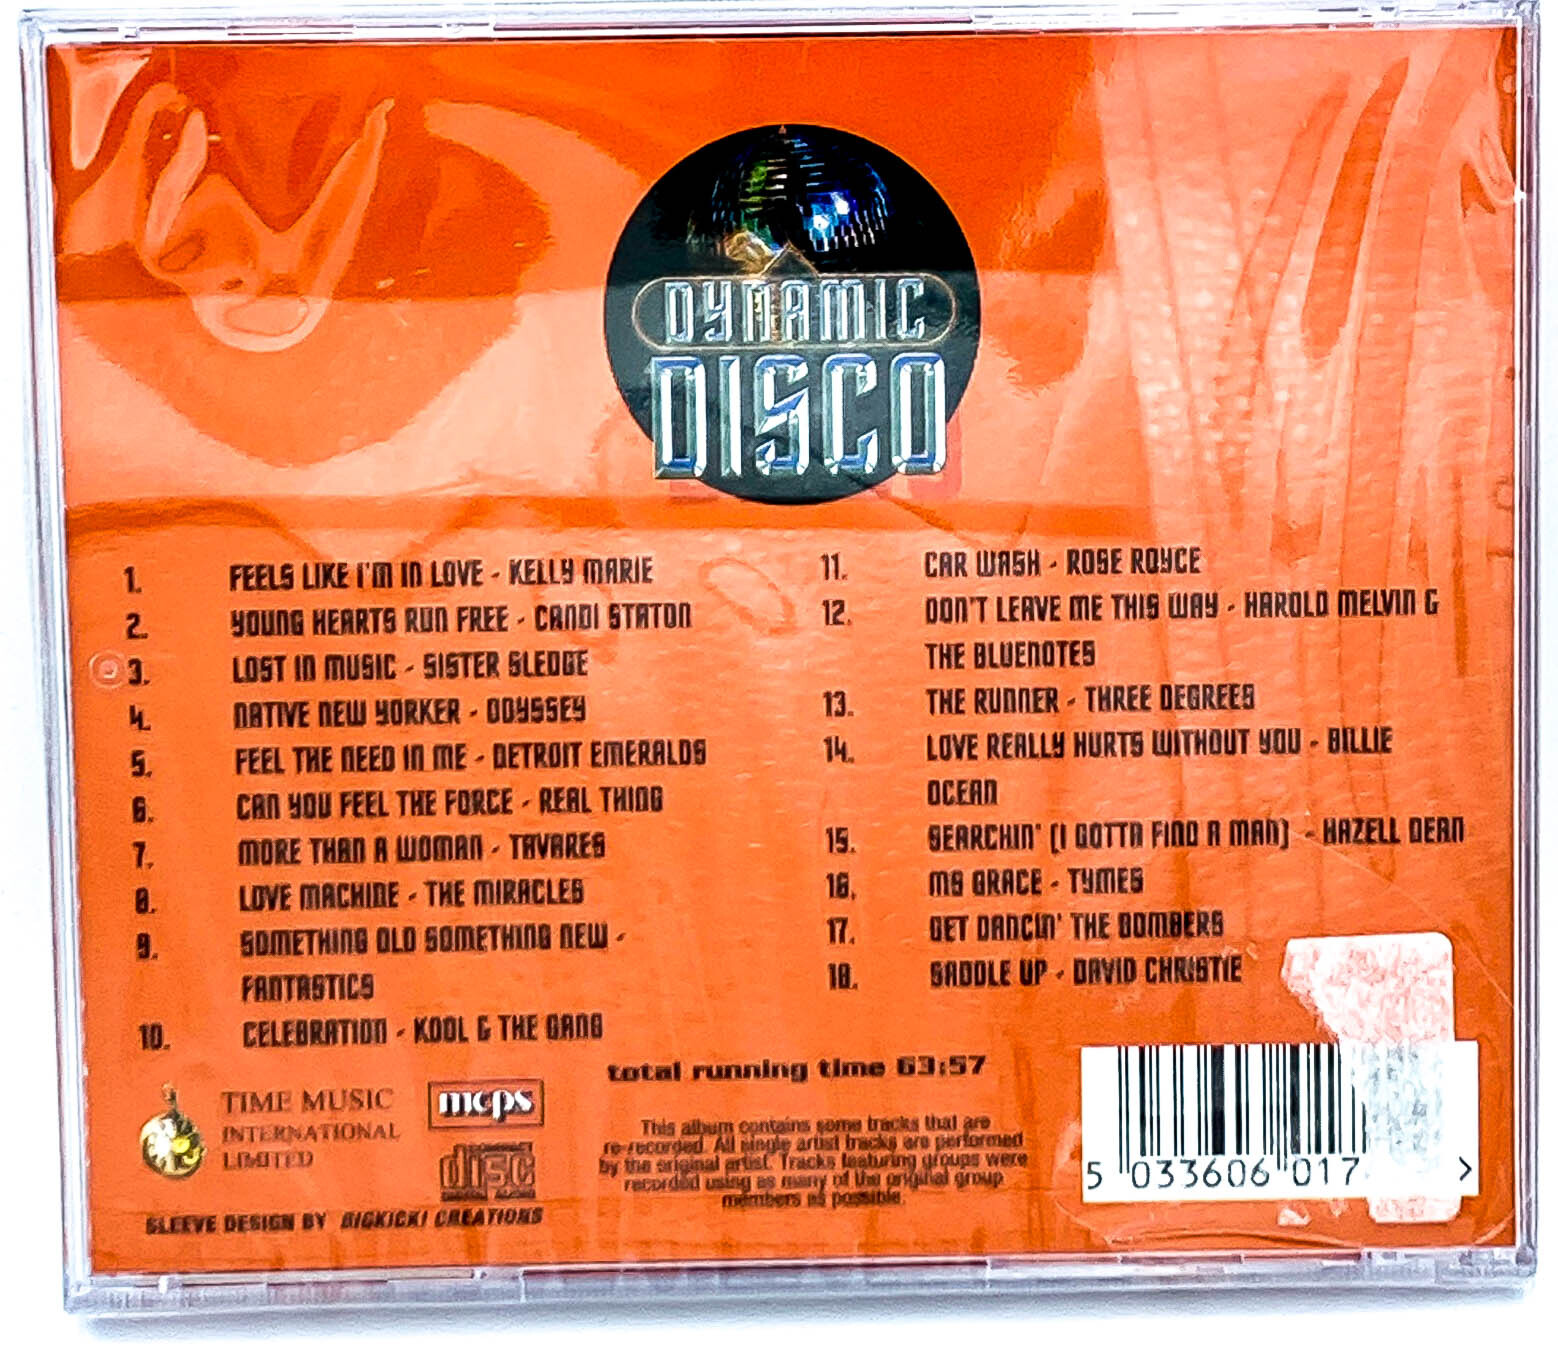 DYNAMIC
DISCO
1. FEELS LIKE I'M IN LOVE - KELLY MARIE
2. YOUNG HEARTS RUN FREE - CANDI STATON
3. LOST IN MUSIC - SISTER SLEDGE
4. NATIVE NEW YORKER - ODYSSEY
5. FEEL THE NEED IN ME - DETROIT EMERALDS
6. CAN YOU FEEL THE FORCE - REAL THING
7. MORE THAN A WOMAN - TAVARES
8. LOVE MACHINE - THE MIRACLES
9. SOMETHING OLD SOMETHING NEW -
FANTASTICS
10. CELEBRATION - KOOL & THE GANG
11. CAR WASH - ROSE ROYCE
12. DON'T LEAVE ME THIS WAY - HAROLD MELVIN &
THE BLUENOTES
13. THE RUNNER - THREE DEGREES
14. LOVE REALLY HURTS WITHOUT YOU - BILLIE
OCEAN
15. SEARCHIN' (I GOTTA FIND A MAN) - HAZELL DEAN
16. MS GRACE - TYMES
17. GET DANCIN' THE BOMBERS
18. SADDLE UP - DAVID CHRISTIE
total running time 63:57
TIME MUSIC
INTERNATIONAL
LIMITED
mcps
disc
SLEEVE DESIGN BY BIGKICK! CREATIONS
This album contains some tracks that are
re-recorded. All single artist tracks are performed
by the original artist. Tracks featuring groups were
recorded using as many of the original group
members as possible.
5 033606 017 >